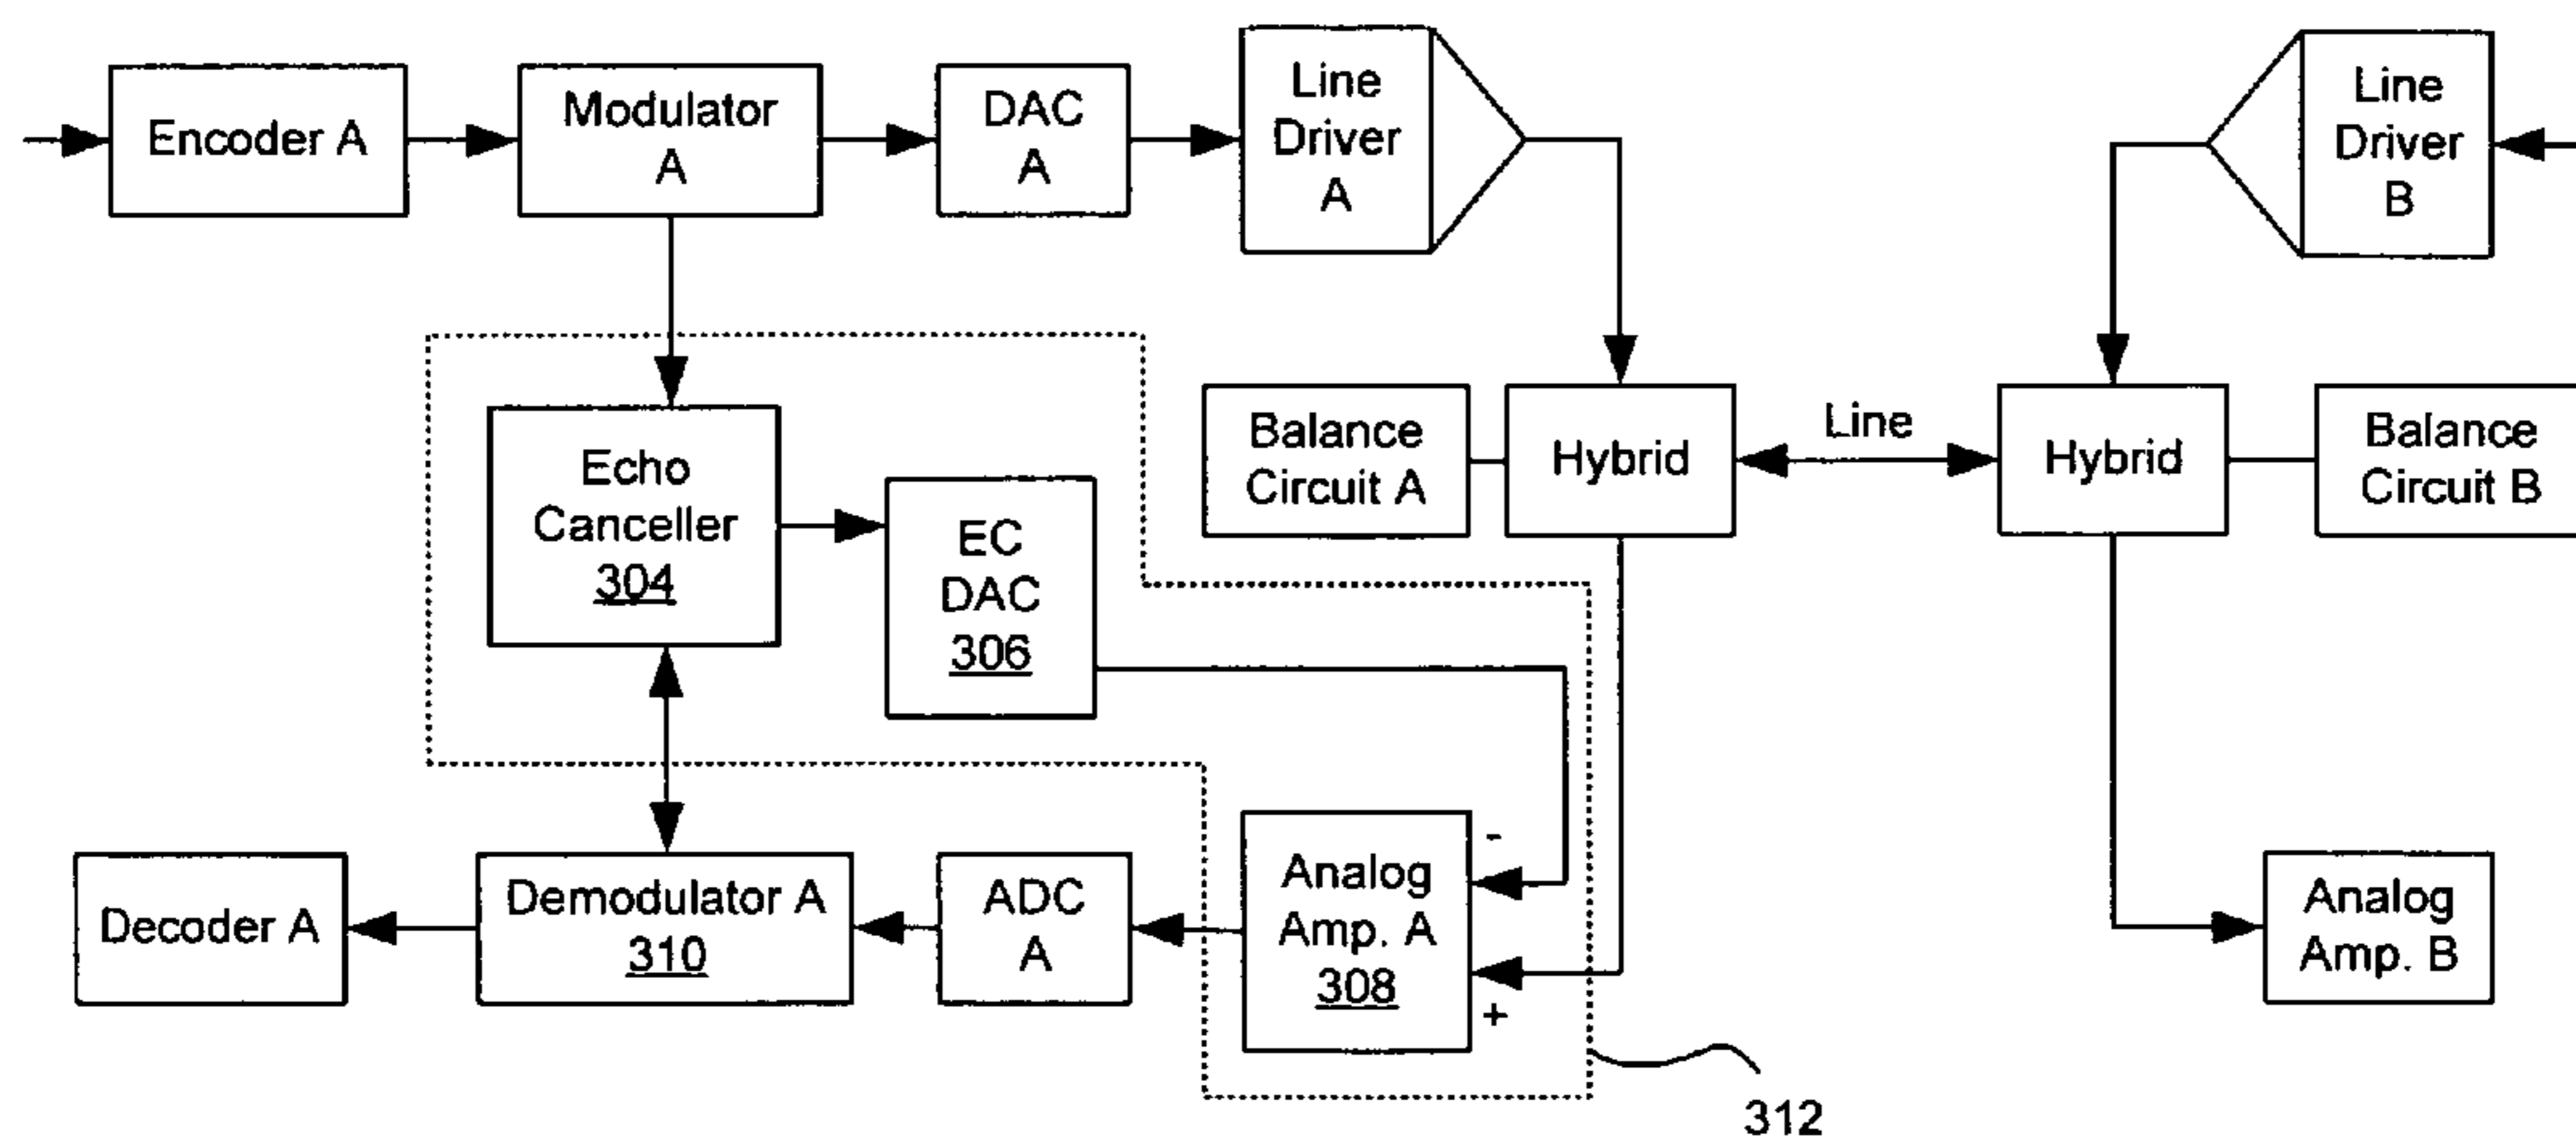 Encoder A
Modulator
A
DAC
A
Line
Driver
A
Line
Driver
B
Echo
Canceller
304
EC
DAC
306
Balance
Circuit A
Hybrid
Line
Hybrid
Balance
Circuit B
Decoder A
Demodulator A
310
ADC
A
Analog
Amp. A
308
-
+
Analog
Amp. B
312